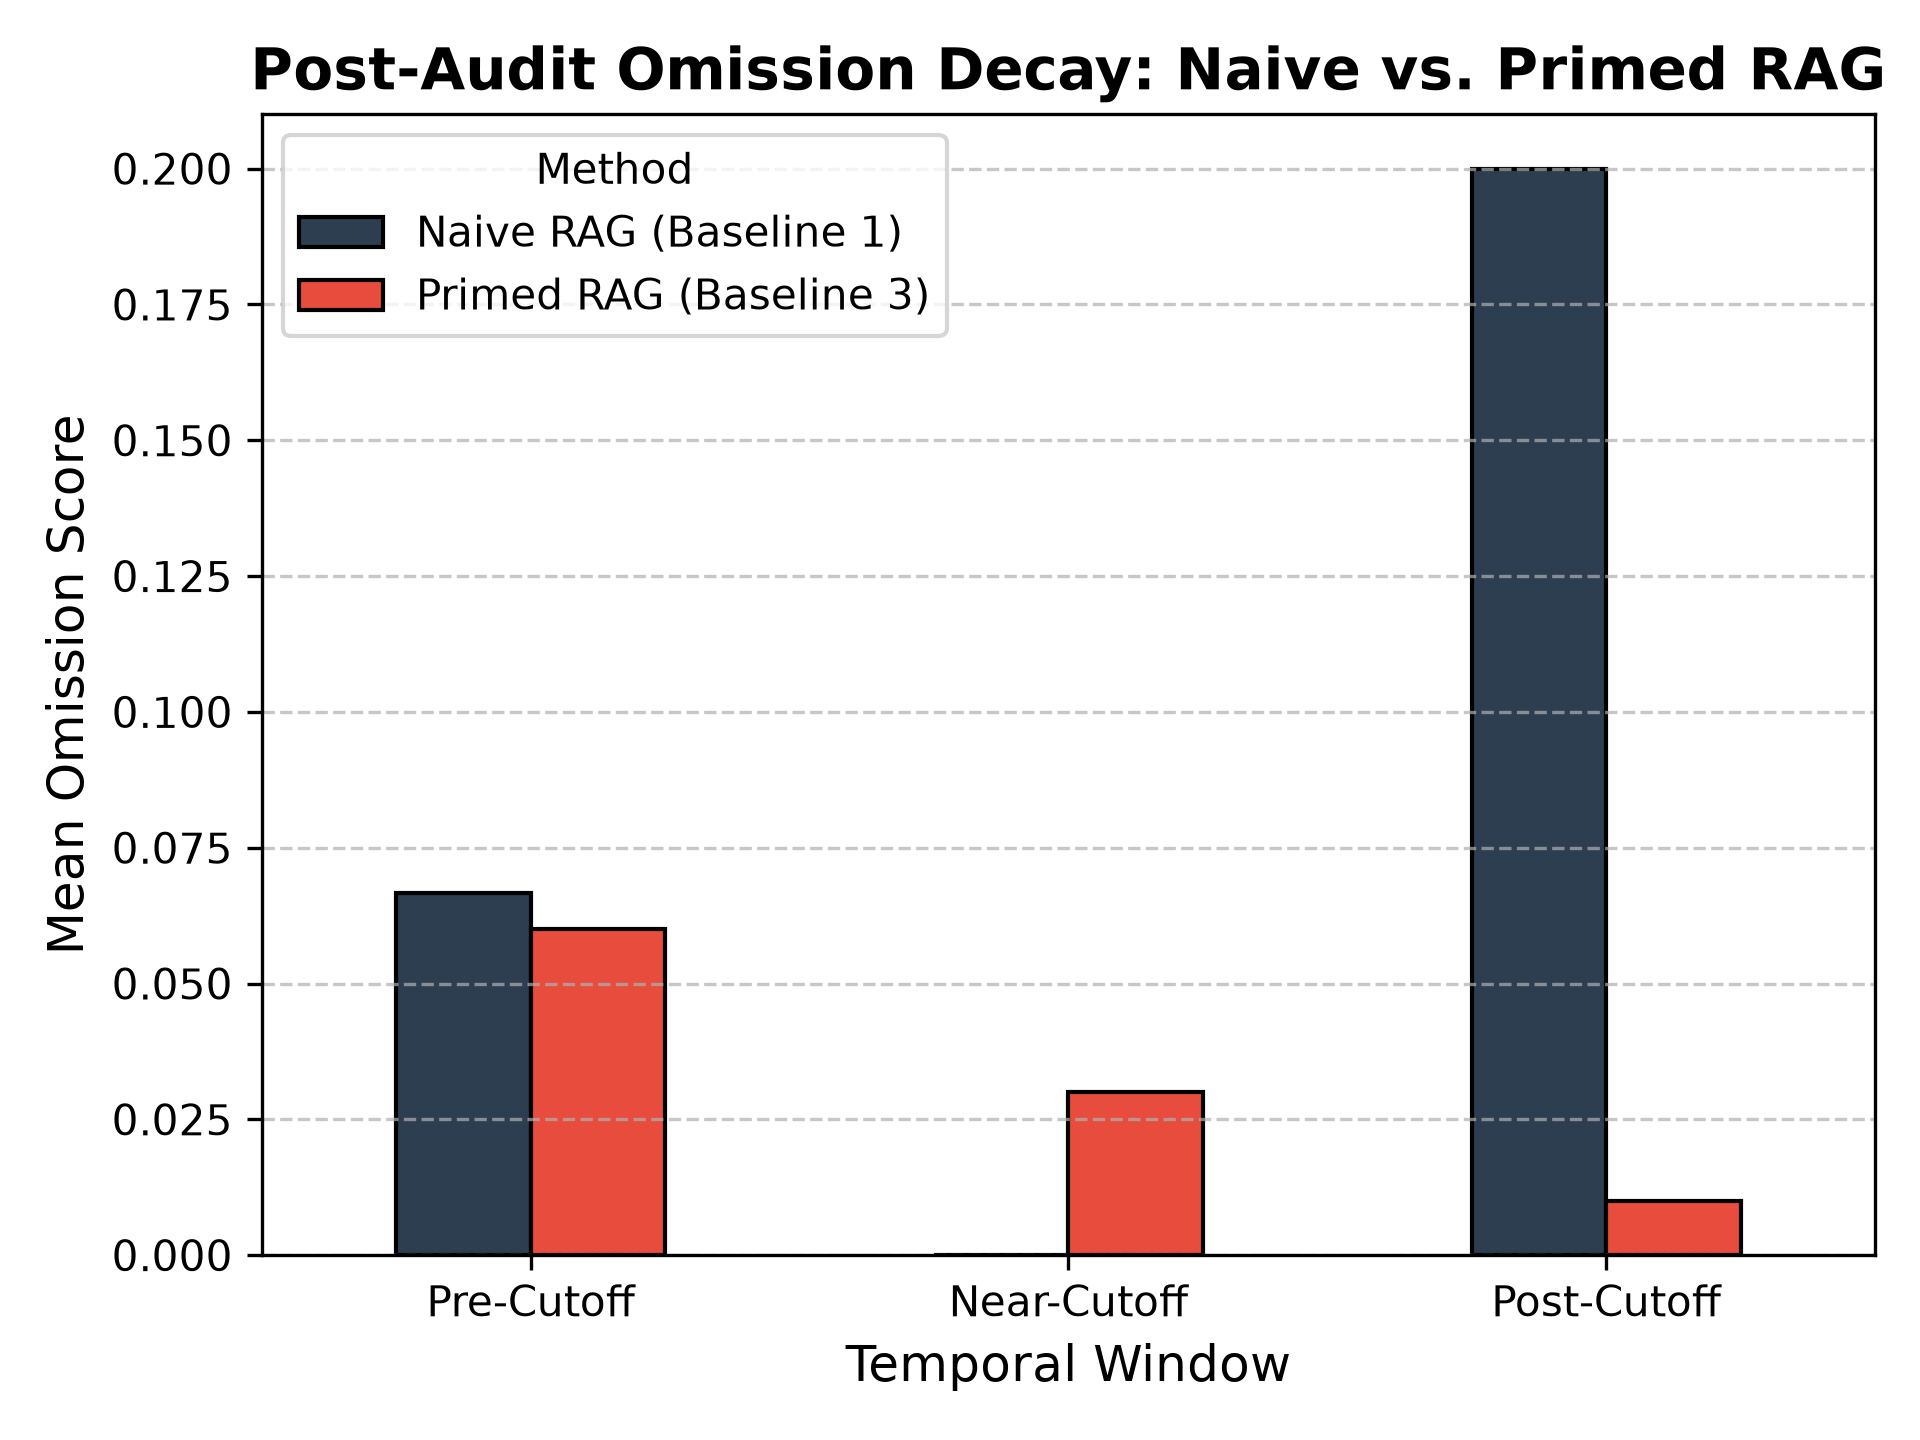 Post-Audit Omission Decay: Naive vs. Primed RAG
Method
Naive RAG (Baseline 1)
Primed RAG (Baseline 3)
Mean Omission Score
0.200
0.175
0.150
0.125
0.100
0.075
0.050
0.025
0.000
Pre-Cutoff
Near-Cutoff
Post-Cutoff
Temporal Window